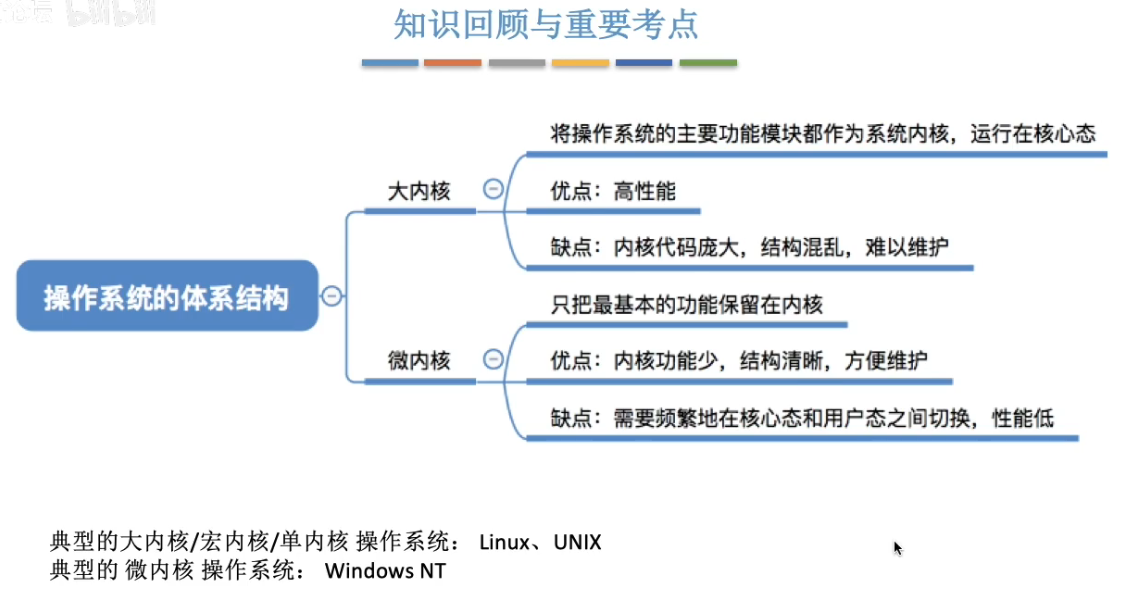 bilibili
知识回顾与重要考点
将操作系统的主要功能模块都作为系统内核，运行在核心态
大内核
优点：高性能
缺点：内核代码庞大，结构混乱，难以维护
操作系统的体系结构
只把最基本的功能保留在内核
微内核
优点：内核功能少，结构清晰，方便维护
缺点：需要频繁地在核心态和用户态之间切换，性能低
典型的大内核/宏内核/单内核 操作系统： Linux、UNIX
典型的 微内核 操作系统： Windows NT